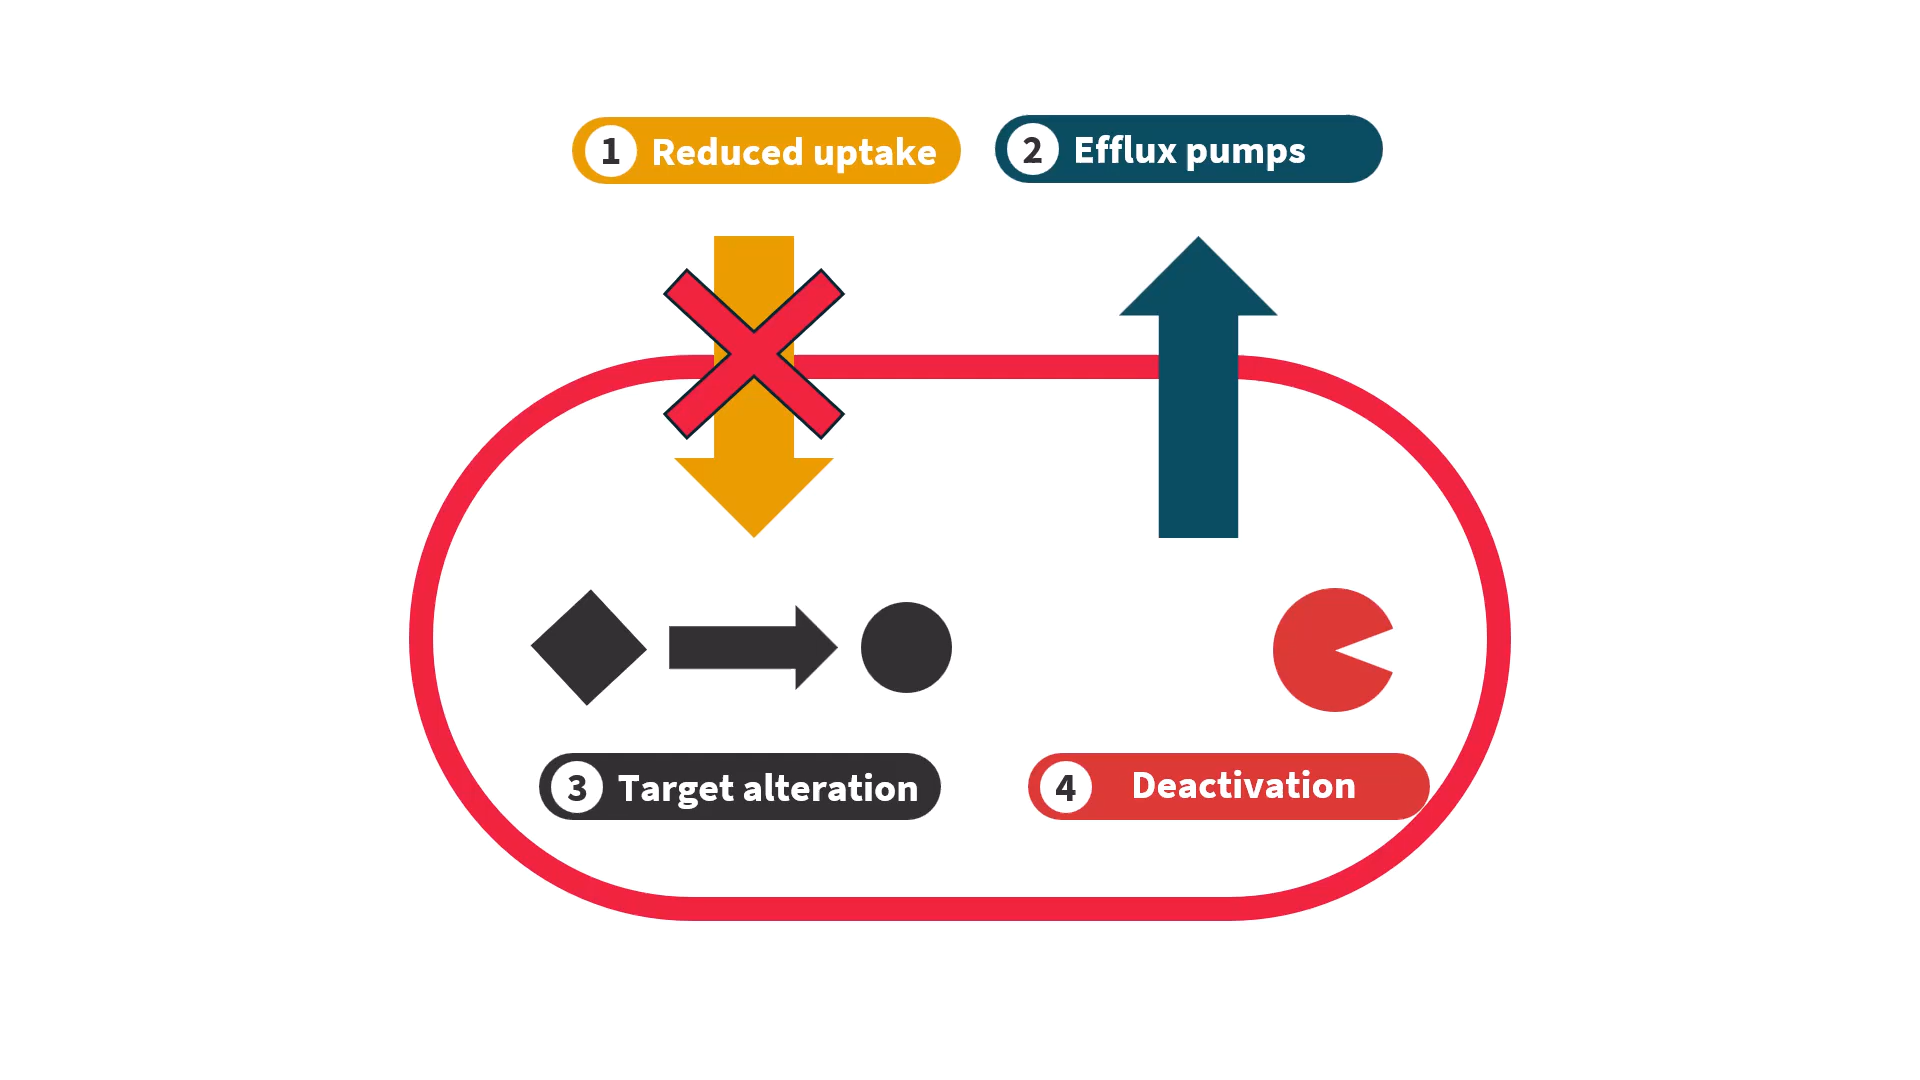 1 Reduced uptake
2 Efflux pumps
3 Target alteration
4 Deactivation